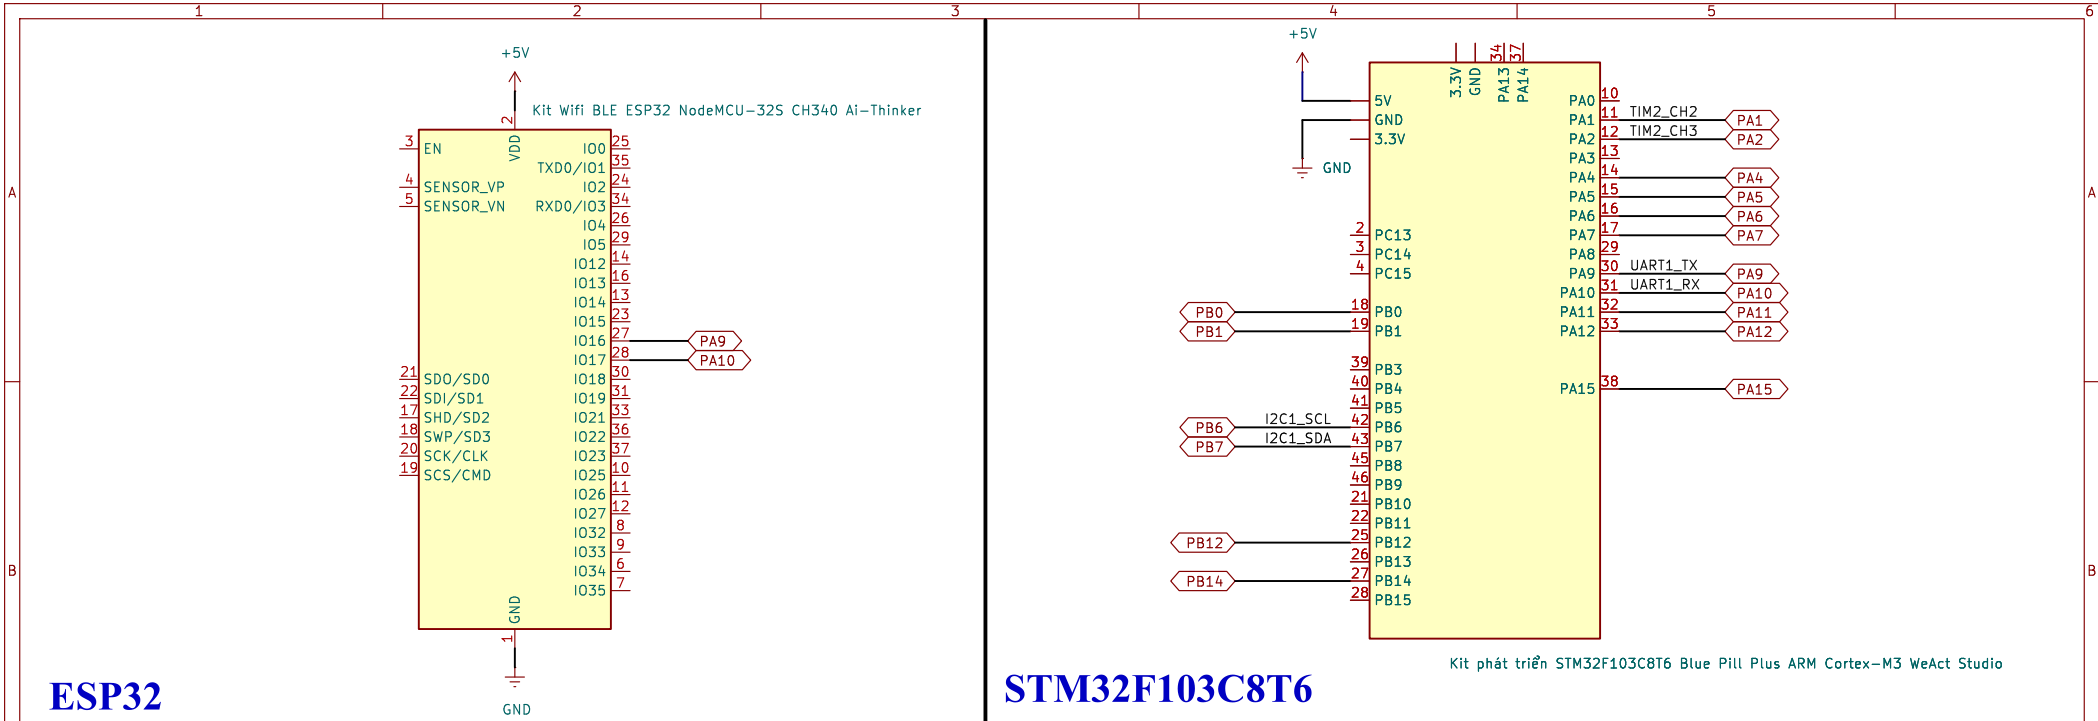 1 2 3 4 5 6
A A
B B
+5V
Kit Wifi BLE ESP32 NodeMCU-32S CH340 Ai-Thinker
2
VDD
3 EN
4 SENSOR_VP
5 SENSOR_VN
21 SDO/SD0
22 SDI/SD1
17 SHD/SD2
18 SWP/SD3
20 SCK/CLK
19 SCS/CMD
IO0 25
TXD0/IO1 35
IO2 24
RXD0/IO3 34
IO4 26
IO5 29
IO12 14
IO13 16
IO14 13
IO15 23
IO16 27 PA9
IO17 28 PA10
IO18 30
IO19 31
IO21 33
IO22 36
IO23 37
IO25 10
IO26 11
IO27 12
IO32 8
IO33 9
IO34 6
IO35 7
GND
1
GND
ESP32
+5V
GND
3.3V
GND
34 PA13
37 PA14
5V
GND
3.3V
2 PC13
3 PC14
4 PC15
PB0 18 PB0
PB1 19 PB1
39 PB3
40 PB4
41 PB5
PB6 I2C1_SCL 42 PB6
PB7 I2C1_SDA 43 PB7
45 PB8
46 PB9
21 PB10
22 PB11
PB12 25 PB12
26 PB13
PB14 27 PB14
28 PB15
PA0 10
PA1 11 TIM2_CH2 PA1
PA2 12 TIM2_CH3 PA2
PA3 13
PA4 14 PA4
PA5 15 PA5
PA6 16 PA6
PA7 17 PA7
PA8 29
PA9 30 UART1_TX PA9
PA10 31 UART1_RX PA10
PA11 32 PA11
PA12 33 PA12
PA15 38 PA15
Kit phát triển STM32F103C8T6 Blue Pill Plus ARM Cortex-M3 WeAct Studio
STM32F103C8T6